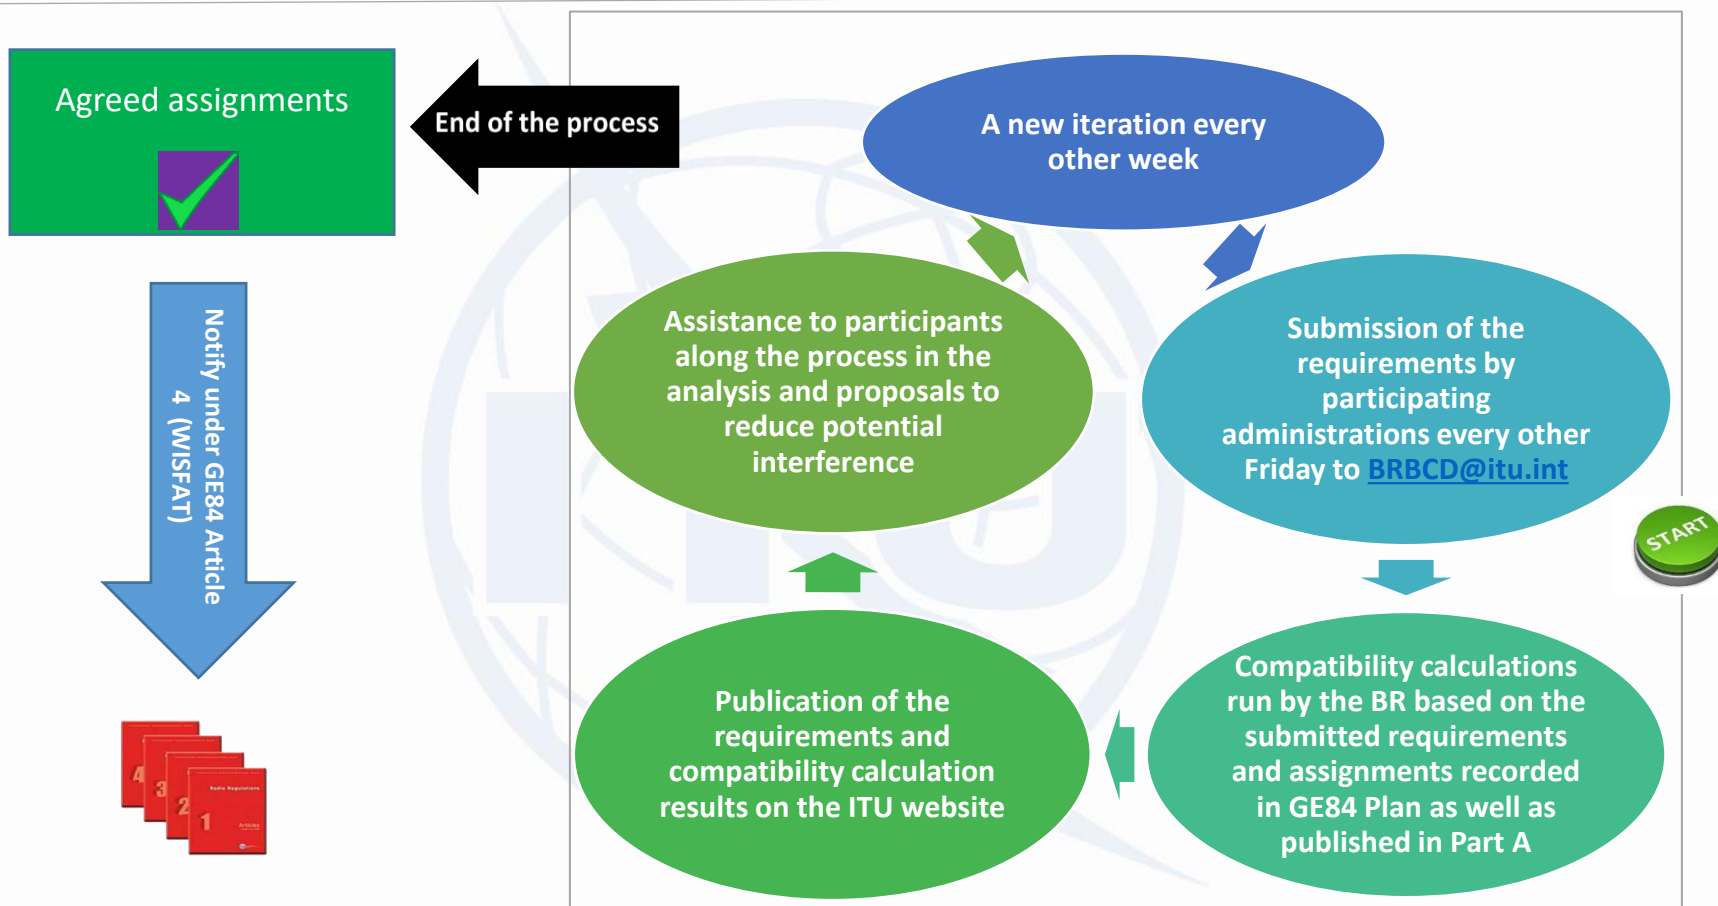 Agreed assignments
End of the process
A new iteration every
other week
Assistance to participants
along the process in the
analysis and proposals to
reduce potential
interference
Submission of the
requirements by
participating
administrations every other
Friday to BRBCD@itu.int
START
Notify under GE84 Article
4 (WISFAT)
Publication of the
requirements and
compatibility calculation
results on the ITU website
Compatibility calculations
run by the BR based on the
submitted requirements
and assignments recorded
in GE84 Plan as well as
published in Part A
4
3
2
Radio Regulations
1
Articles
ITU